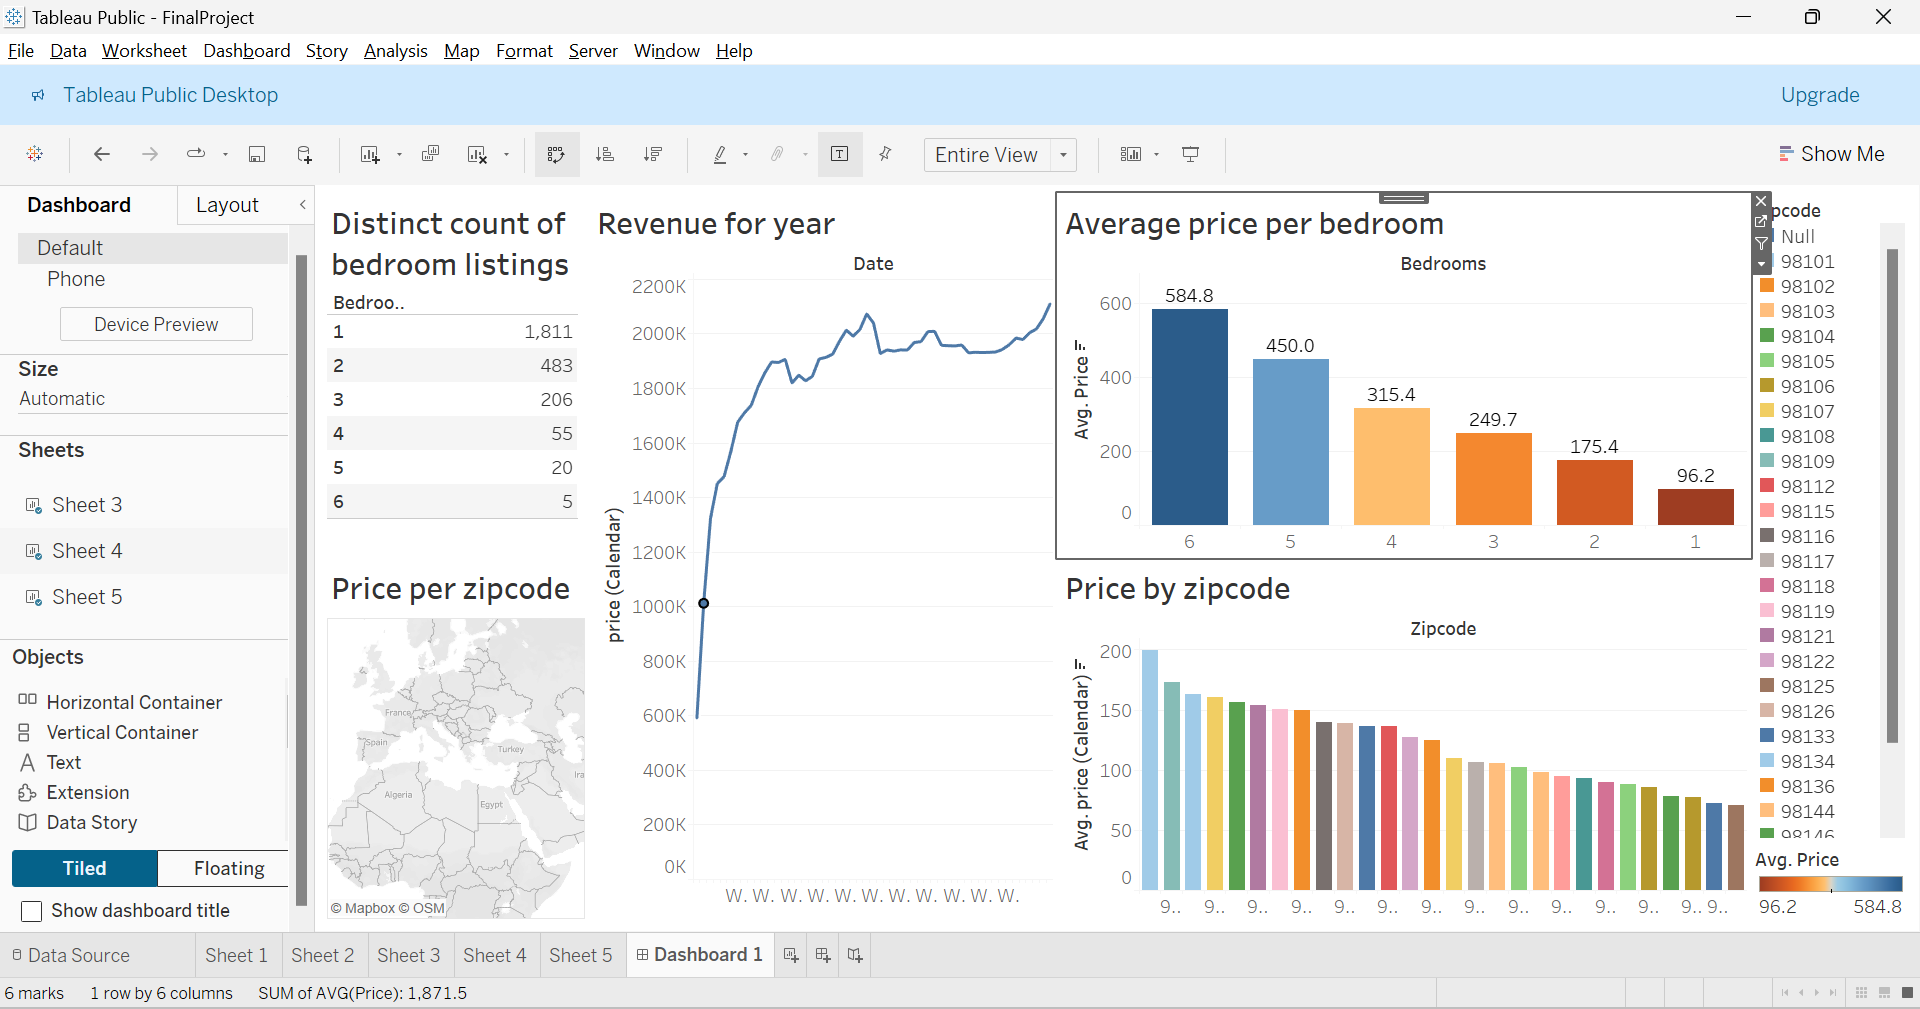 Tableau Public - FinalProject
File Data Worksheet Dashboard Story Analysis Map Format Server Window Help
Tableau Public Desktop
Upgrade
Entire View
Show Me
Dashboard
Layout
Default
Phone
Device Preview
Size
Automatic
Sheets
Sheet 3
Sheet 4
Sheet 5
Objects
Horizontal Container
Vertical Container
Text
Extension
Data Story
Tiled
Floating
Show dashboard title
Distinct count of
bedroom listings
Bedroo..
1 1,811
2 483
3 206
4 55
5 20
6 5
Price per zipcode
France
Spain
Turkey
Ira
Algeria
Egypt
© Mapbox © OSM
Revenue for year
Date
price (Calendar)
2200K
2000K
1800K
1600K
1400K
1200K
1000K
800K
600K
400K
200K
0K
W. W. W. W. W. W. W. W. W. W. W.
Average price per bedroom
Bedrooms
Avg. Price
600
400
200
0
584.8
450.0
315.4
249.7
175.4
96.2
6 5 4 3 2 1
Price by zipcode
Zipcode
Avg. price (Calendar)
200
150
100
50
0
9.. 9.. 9.. 9.. 9.. 9.. 9.. 9.. 9.. 9.. 9.. 9.. 9.. 9..
pcode
Null
98101
98102
98103
98104
98105
98106
98107
98108
98109
98112
98115
98116
98117
98118
98119
98121
98122
98125
98126
98133
98134
98136
98144
98146
Avg. Price
96.2 584.8
Data Source
Sheet 1
Sheet 2
Sheet 3
Sheet 4
Sheet 5
Dashboard 1
6 marks 1 row by 6 columns SUM of AVG(Price): 1,871.5